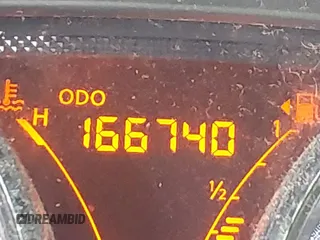 ODO
H 166740 1
1/2
DREAMBID